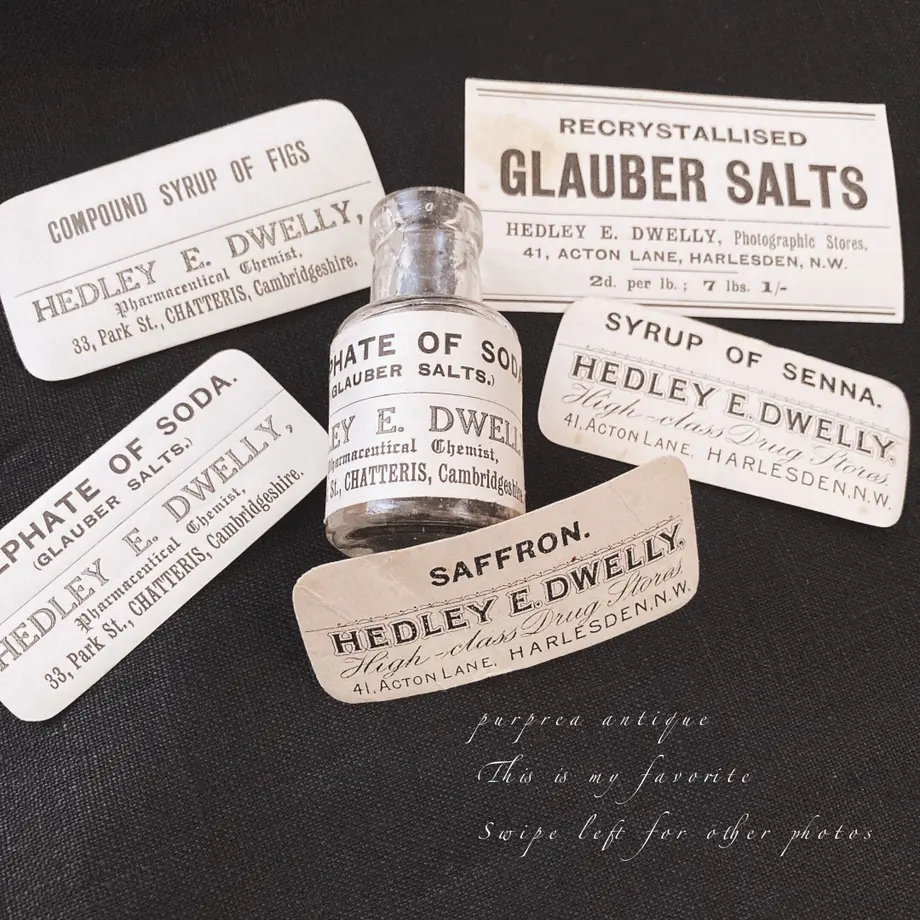 COMPOUND SYRUP OF FIGS
HEDLEY E. DWELLY,
Pharmaceutical Chemist,
33, Park St., CHATTERIS, Cambridgeshire.
RECRYSTALLISED
GLAUBER SALTS
HEDLEY E. DWELLY, Photographic Stores,
41, ACTON LANE, HARLESDEN, N.W.
2d. per lb.; 7 lbs. 1/-
PHATE OF SODA
(GLAUBER SALTS.)
EY E. DWELL
Pharmaceutical Chemist,
St., CHATTERIS, Cambridgeshire
SYRUP OF SENNA.
HEDLEY E. DWELLY,
High-class Drug Stores.
41, ACTON LANE, HARLESDEN, N.W.
LPHATE OF SODA.
(GLAUBER SALTS.)
HEDLEY E. DWELLY,
Pharmaceutical Chemist,
33, Park St., CHATTERIS, Cambridgeshire.
SAFFRON.
HEDLEY E. DWELLY,
High-class Drug Stores.
41, ACTON LANE, HARLESDEN, N.W.
purprea antique
This is my favorite
Swipe left for other photos